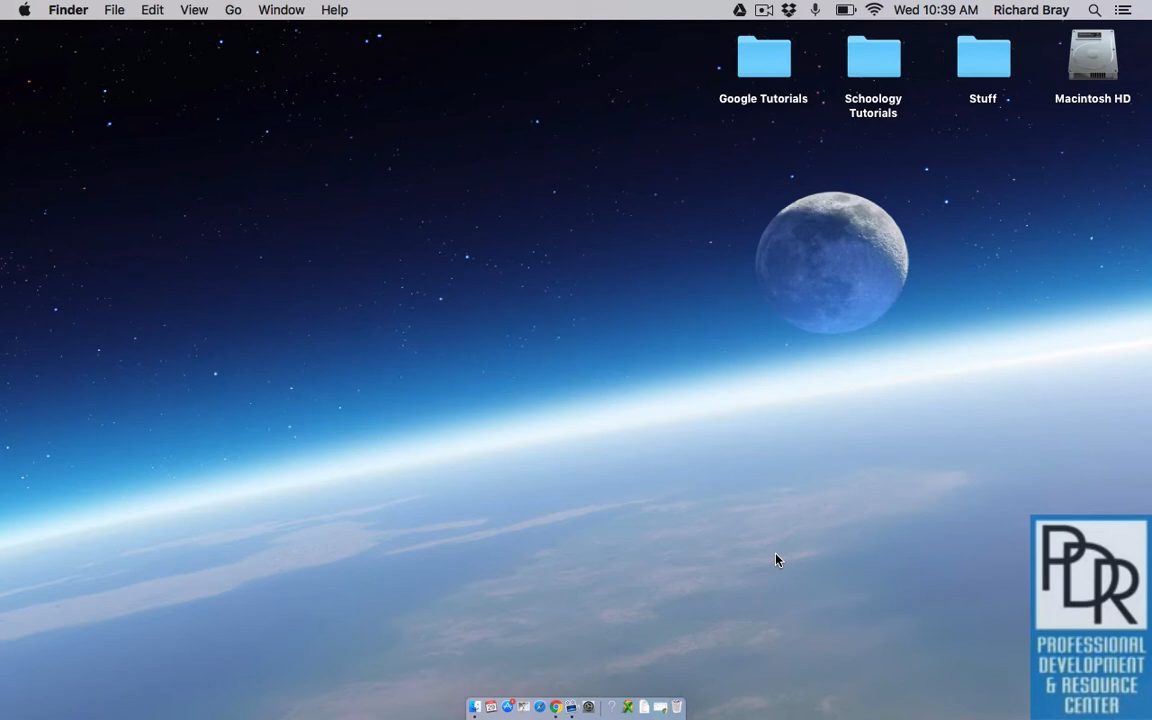 Finder File Edit View Go Window Help Wed 10:39 AM Richard Bray
Google Tutorials
Schoology
Tutorials
Stuff
Macintosh HD
PDR
PROFESSIONAL
DEVELOPMENT
& RESOURCE
CENTER